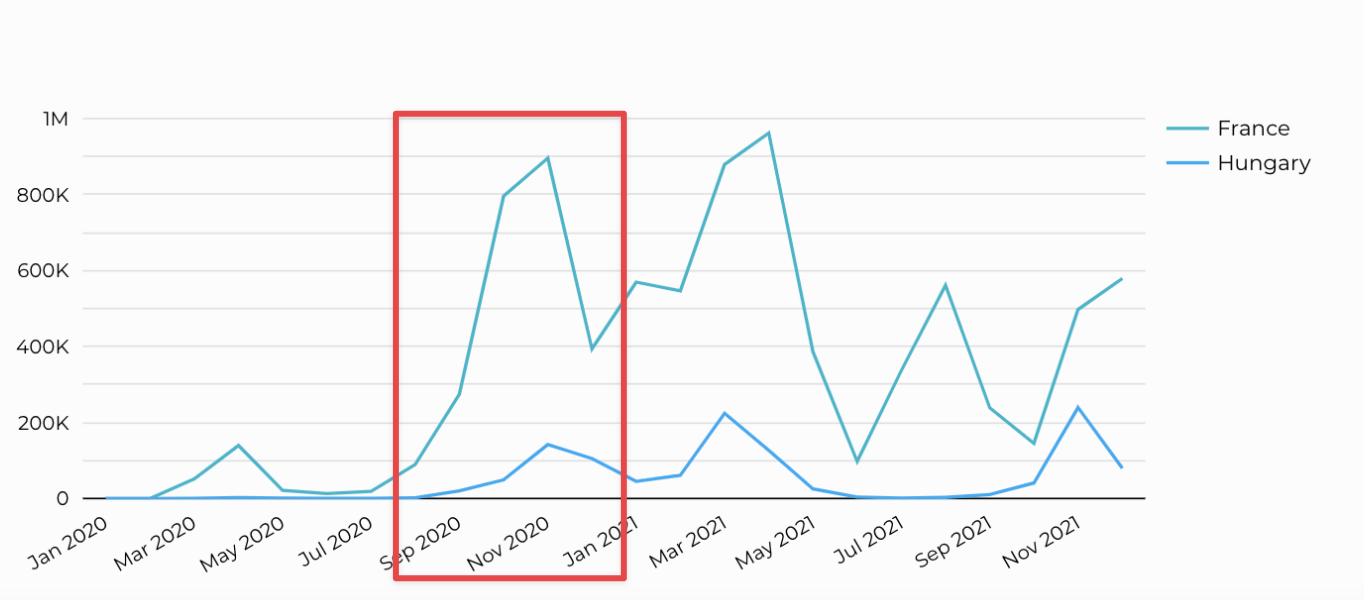 1M
800K
600K
400K
200K
0
Jan 2020
Mar 2020
May 2020
Jul 2020
Sep 2020
Nov 2020
Jan 2021
Mar 2021
May 2021
Jul 2021
Sep 2021
Nov 2021
France
Hungary